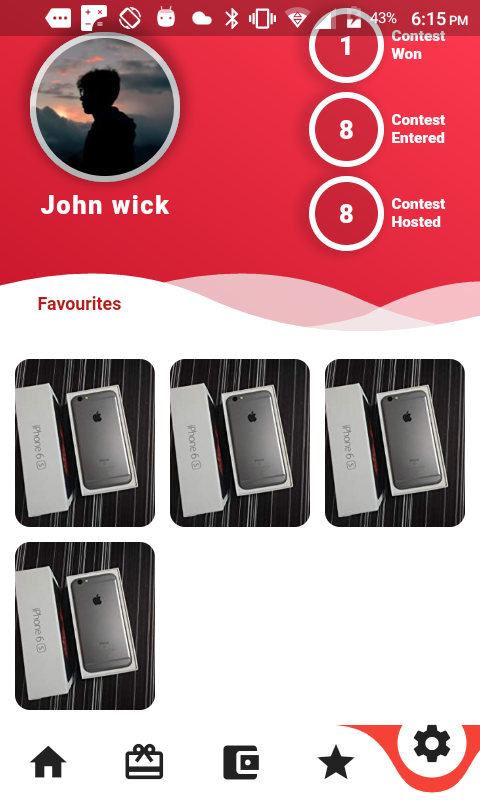 43% 6:15 PM
1 Contest
Won
8 Contest
Entered
John wick
8 Contest
Hosted
Favourites
iPhone 6s
iPhone 6s
iPhone 6s
iPhone 6s